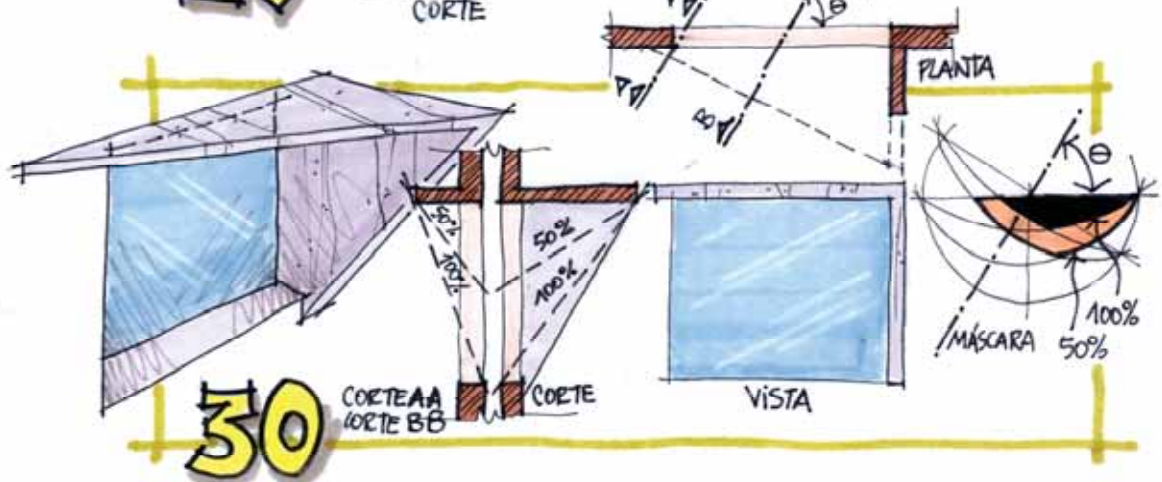 CORTE
θ
PLANTA
B
θ
50%
100%
50%
100%
100%
50%
MÁSCARA
30
CORTE AA
CORTE BB
CORTE
VISTA